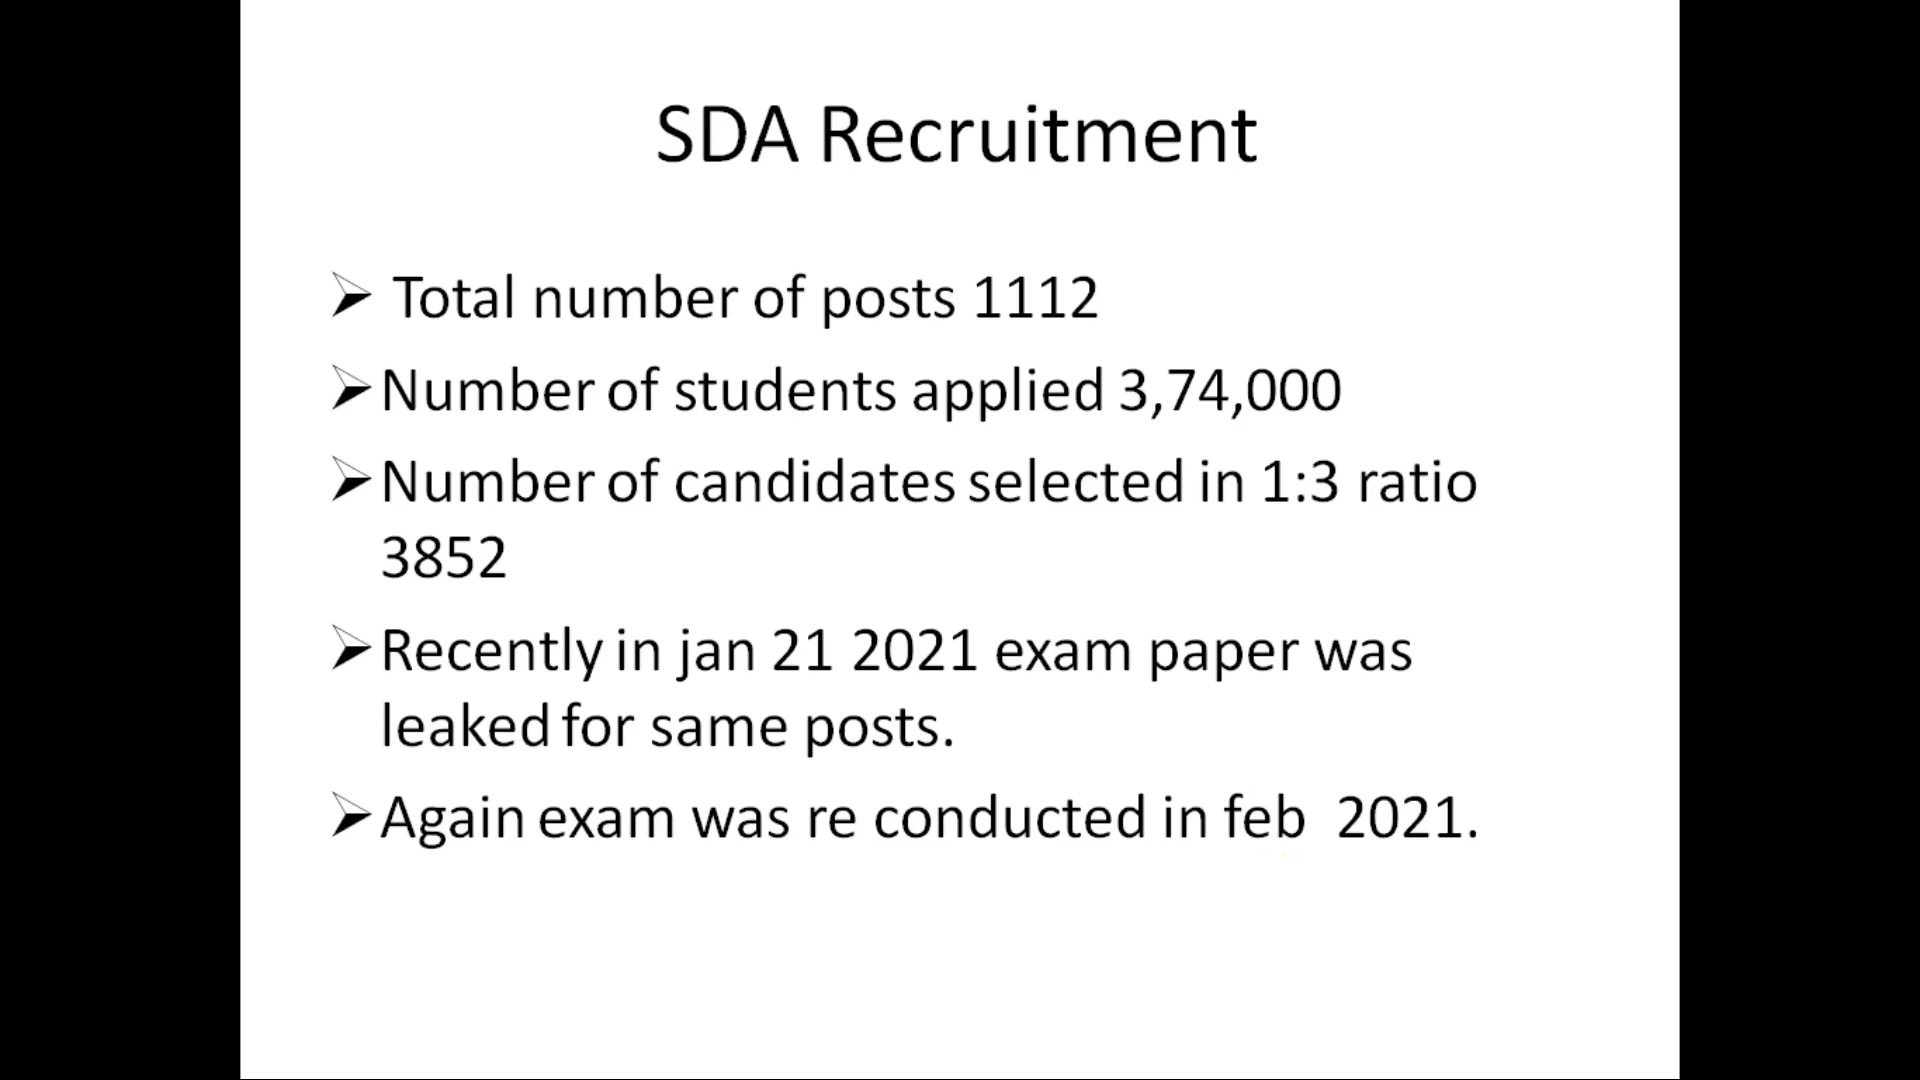 SDA Recruitment
➢ Total number of posts 1112
➢Number of students applied 3,74,000
➢Number of candidates selected in 1:3 ratio
3852
➢Recently in jan 21 2021 exam paper was
leaked for same posts.
➢Again exam was re conducted in feb  2021.